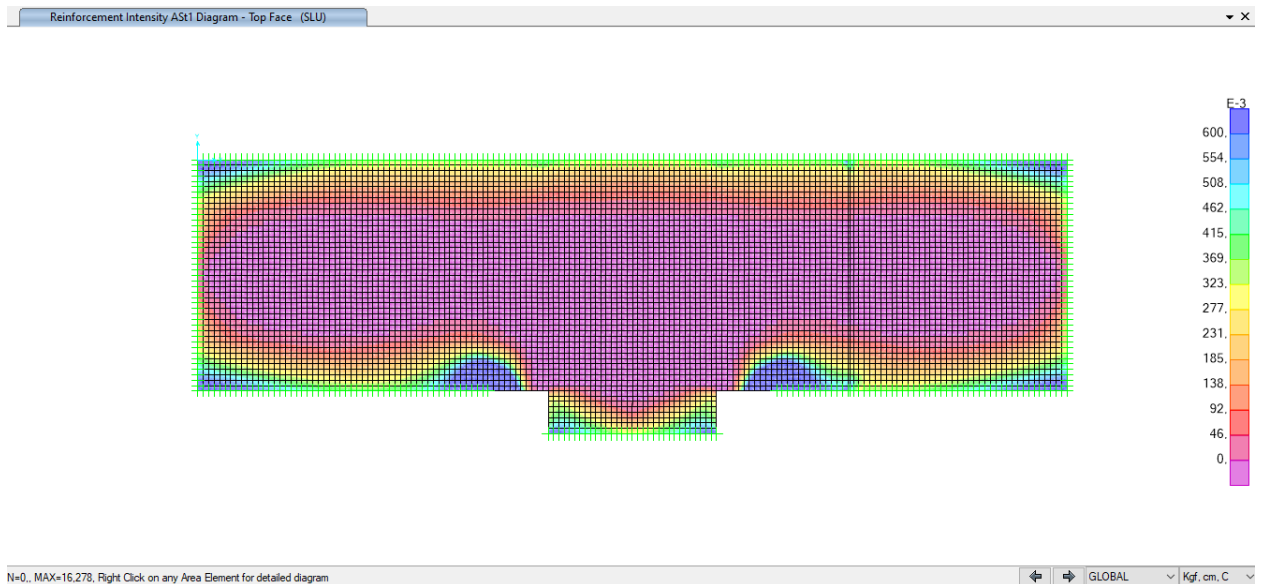 Reinforcement Intensity ASt1 Diagram - Top Face (SLU)
E-3
600,
554,
508,
462,
415,
369,
323,
277,
231,
185,
138,
92,
46,
0,
N=0,, MAX=16,278, Right Click on any Area Element for detailed diagram
GLOBAL
Kgf, cm, C